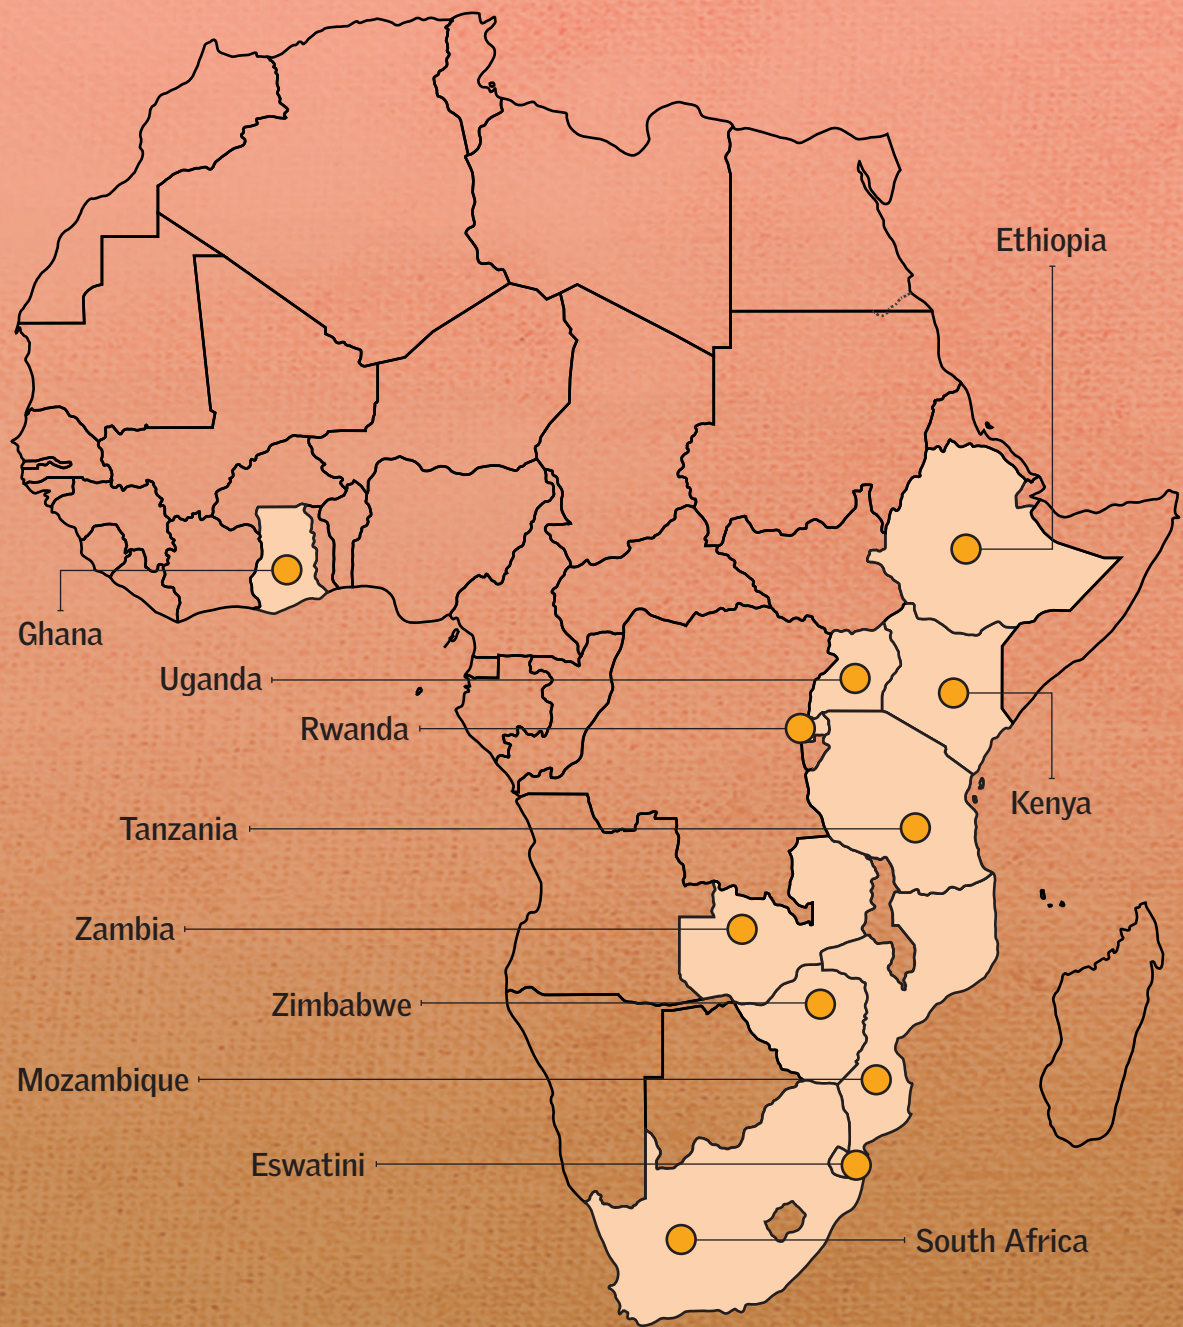 Ethiopia
Ghana
Uganda
Rwanda
Kenya
Tanzania
Zambia
Zimbabwe
Mozambique
Eswatini
South Africa